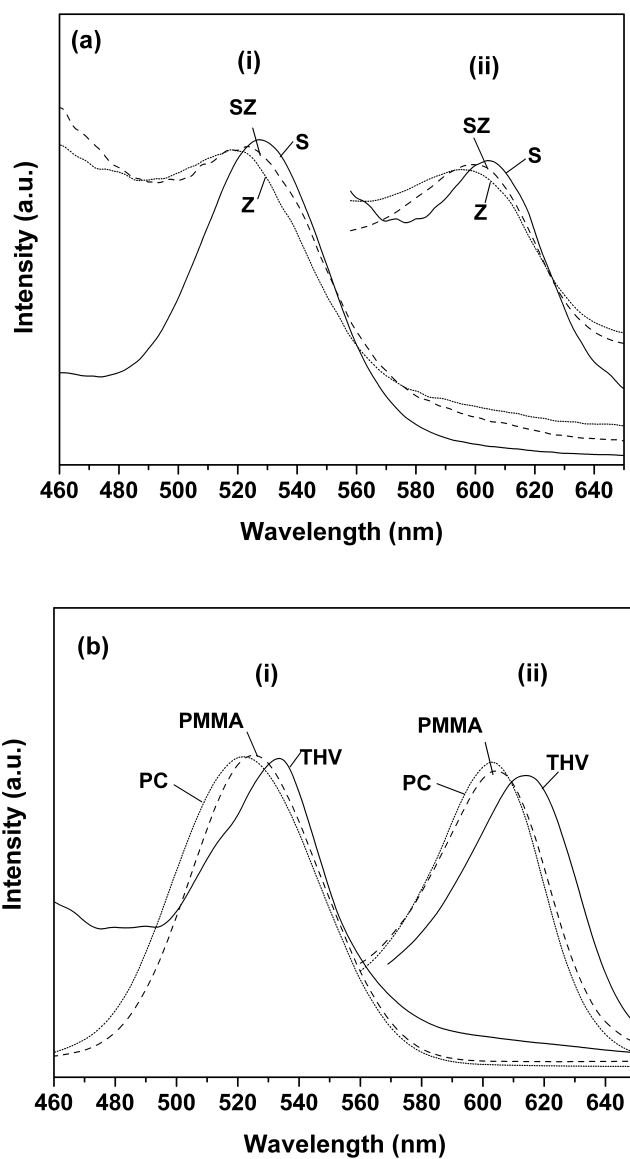 (a)
(i)
(ii)
SZ
S
Z
SZ
S
Z
Intensity (a.u.)
460 480 500 520 540 560 580 600 620 640
Wavelength (nm)
(b)
(i)
(ii)
PMMA
THV
PC
PMMA
THV
PC
Intensity (a.u.)
460 480 500 520 540 560 580 600 620 640
Wavelength (nm)